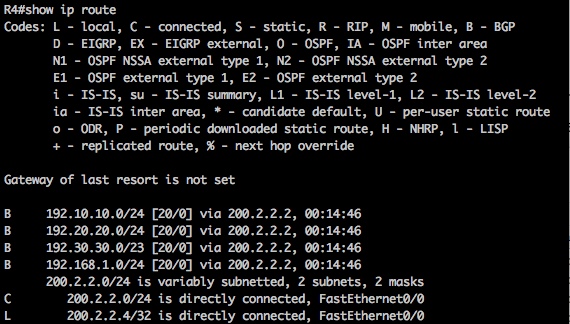 R4#show ip route
Codes: L - local, C - connected, S - static, R - RIP, M - mobile, B - BGP
       D - EIGRP, EX - EIGRP external, O - OSPF, IA - OSPF inter area
       N1 - OSPF NSSA external type 1, N2 - OSPF NSSA external type 2
       E1 - OSPF external type 1, E2 - OSPF external type 2
       i - IS-IS, su - IS-IS summary, L1 - IS-IS level-1, L2 - IS-IS level-2
       ia - IS-IS inter area, * - candidate default, U - per-user static route
       o - ODR, P - periodic downloaded static route, H - NHRP, l - LISP
       + - replicated route, % - next hop override
Gateway of last resort is not set
B     192.10.10.0/24 [20/0] via 200.2.2.2, 00:14:46
B     192.20.20.0/24 [20/0] via 200.2.2.2, 00:14:46
B     192.30.30.0/23 [20/0] via 200.2.2.2, 00:14:46
B     192.168.1.0/24 [20/0] via 200.2.2.2, 00:14:46
      200.2.2.0/24 is variably subnetted, 2 subnets, 2 masks
C        200.2.2.0/24 is directly connected, FastEthernet0/0
L        200.2.2.4/32 is directly connected, FastEthernet0/0